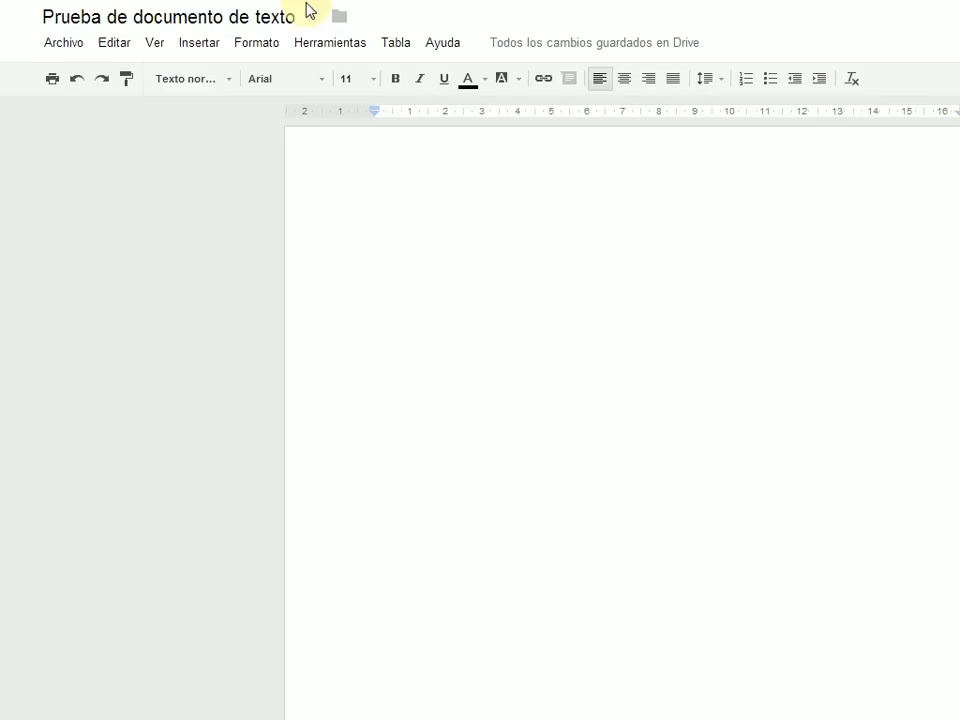 Prueba de documento de texto
Archivo Editar Ver Insertar Formato Herramientas Tabla Ayuda Todos los cambios guardados en Drive
Texto nor... Arial 11 B I U A A
2 1 1 2 3 4 5 6 7 8 9 10 11 12 13 14 15 16